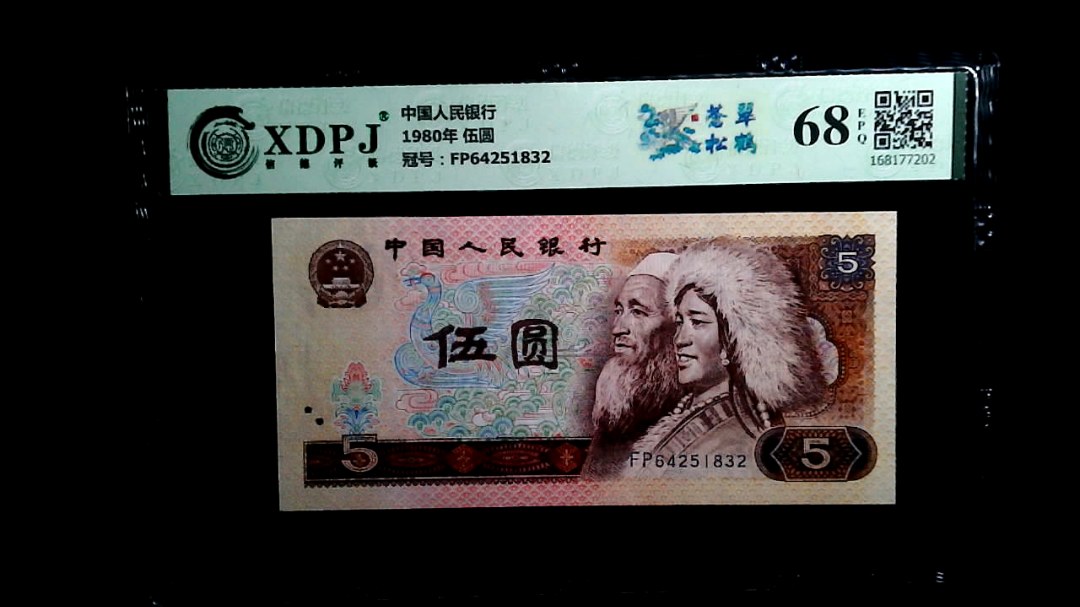 XDPJ®
中国人民银行
1980年 伍圆
冠号：FP64251832
苍松
翠鹤
68
EPQ
168177202
中国人民银行
5
伍圆
5
FP64251832
5